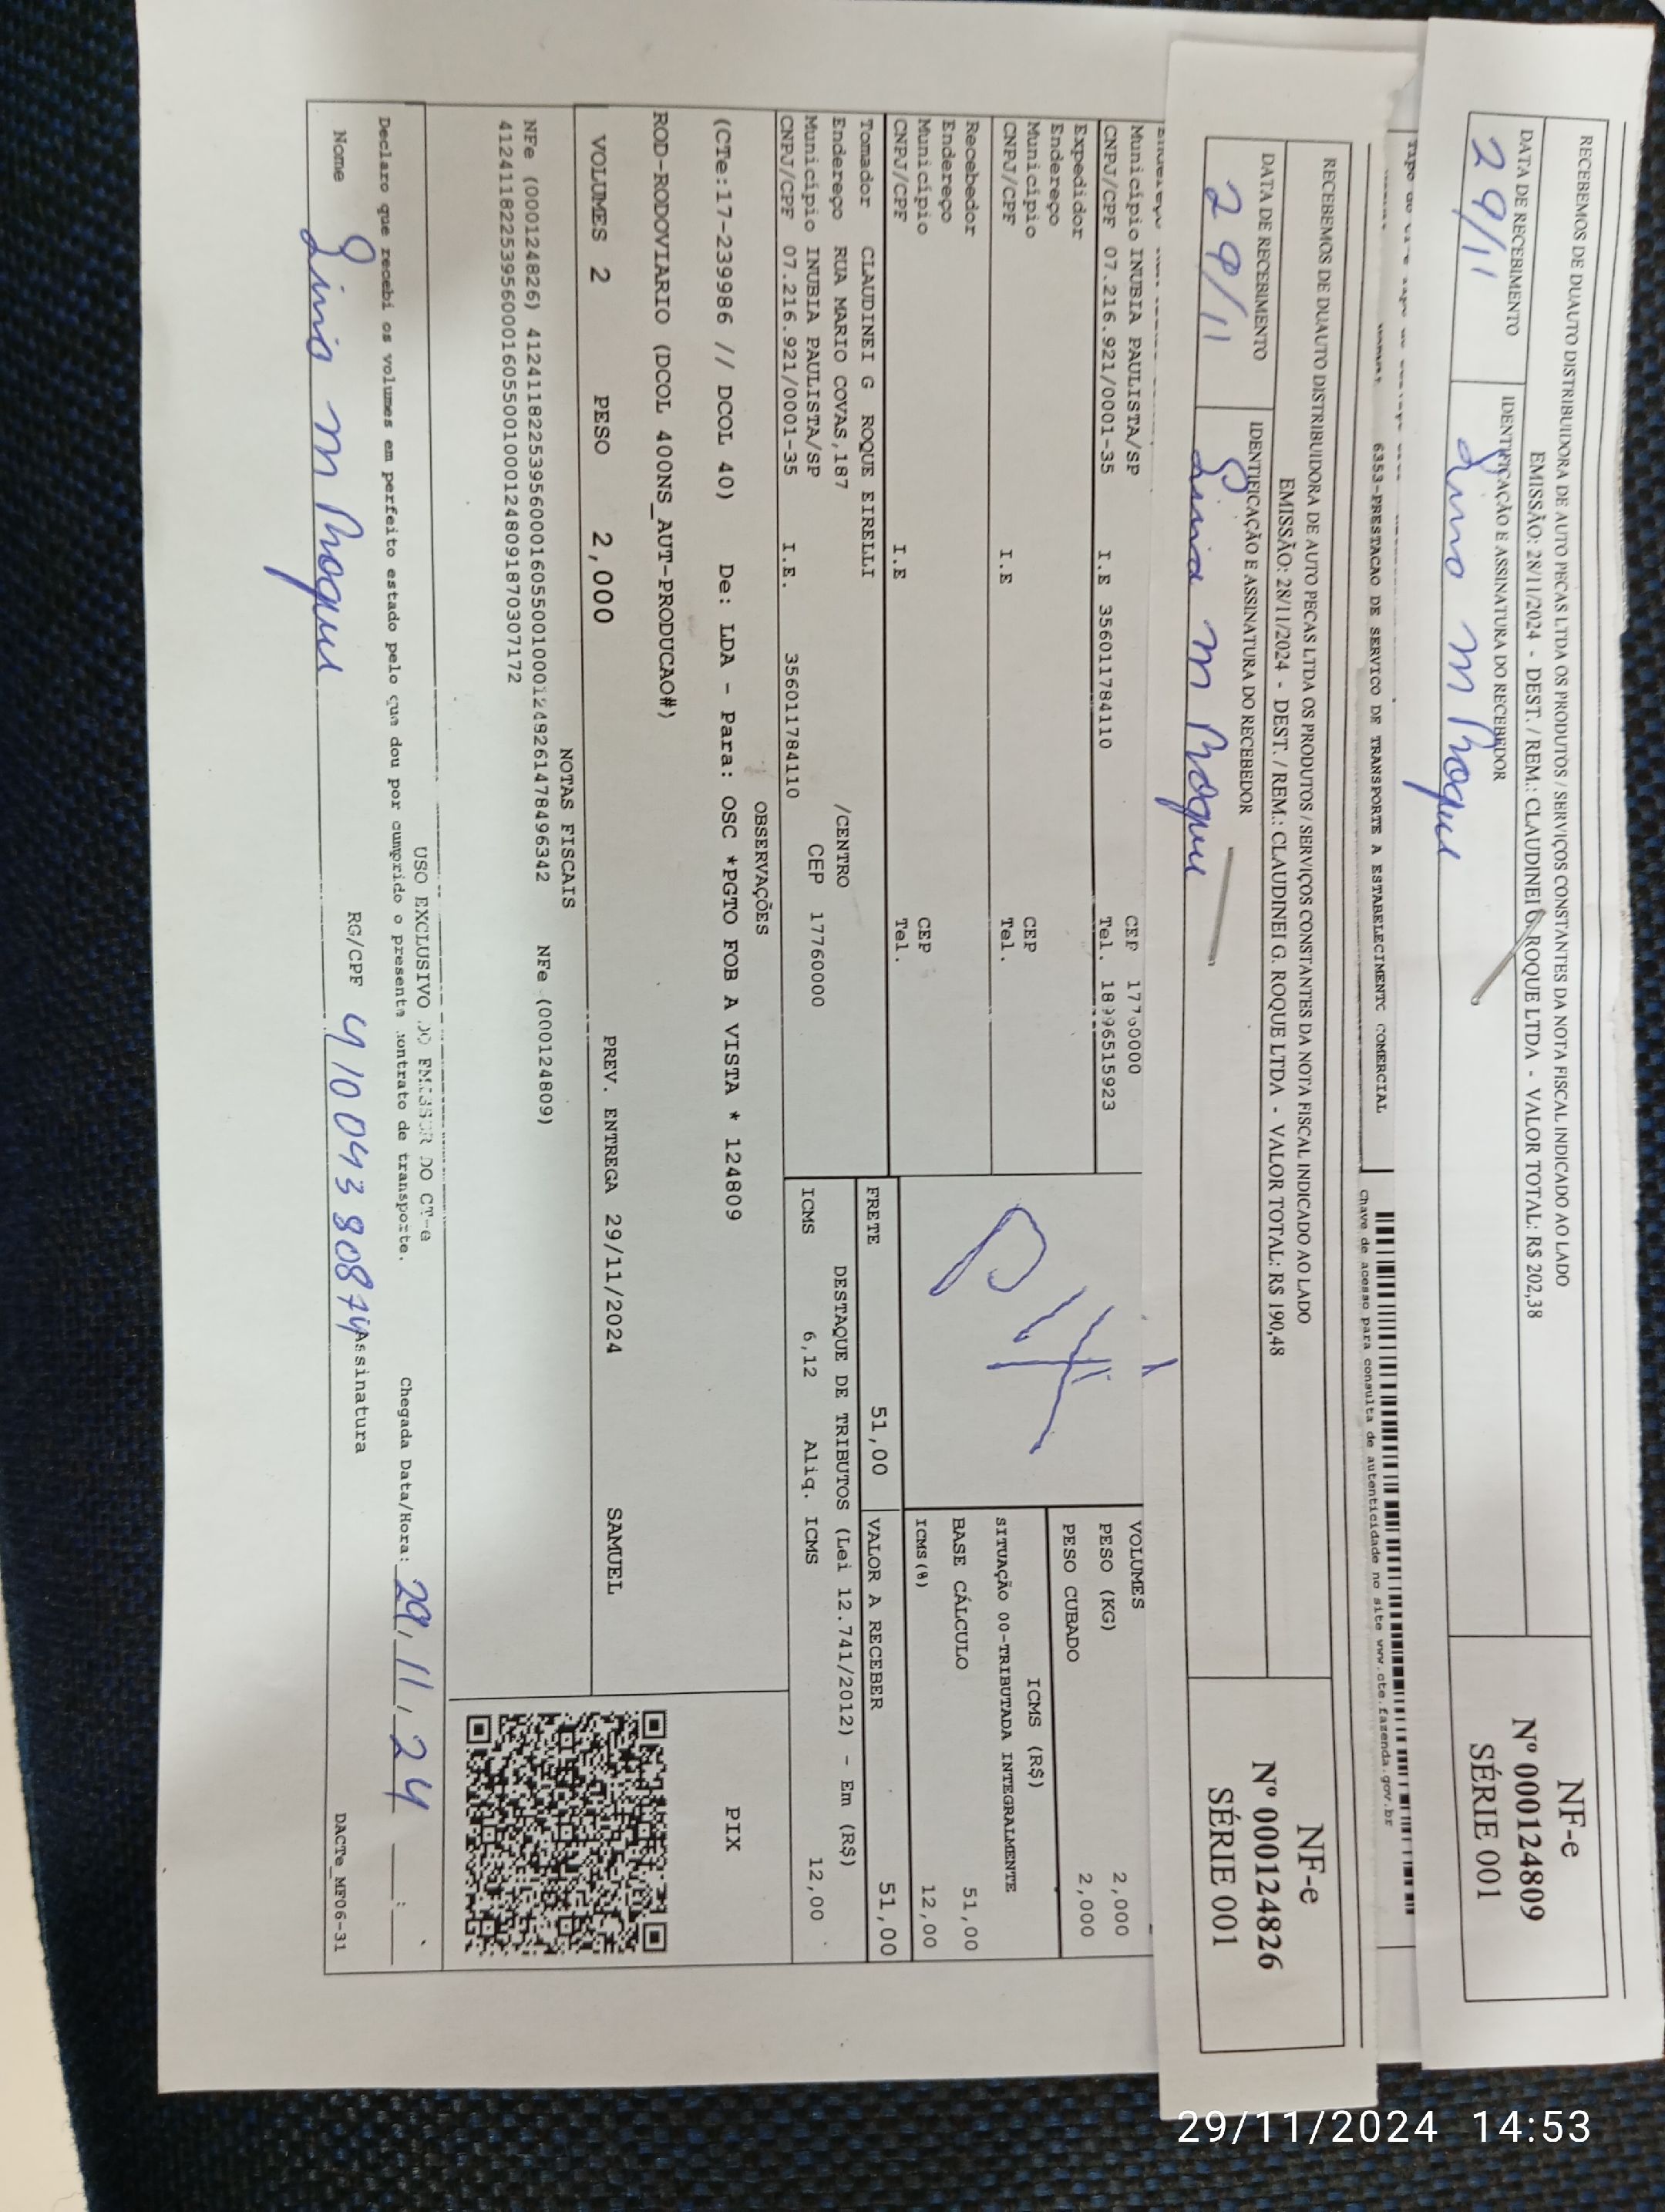 RECEBEMOS DE DUAUTO DISTRIBUIDORA DE AUTO PECAS LTDA OS PRODUTOS / SERVIÇOS CONSTANTES DA NOTA FISCAL INDICADO AO LADO
EMISSÃO: 28/11/2024 - DEST. / REM.: CLAUDINEI G. ROQUE LTDA - VALOR TOTAL: R$ 202,38
DATA DE RECEBIMENTO
29/11
IDENTIFICAÇÃO E ASSINATURA DO RECEBEDOR
m Roque
NF-e
Nº 000124809
SÉRIE 001
6353-PRESTACAO DE SERVICO DE TRANSPORTE A ESTABELECIMENTO COMERCIAL
Chave de acesso para consulta de autenticidade no site www.cte.fazenda.gov.br
RECEBEMOS DE DUAUTO DISTRIBUIDORA DE AUTO PECAS LTDA OS PRODUTOS / SERVIÇOS CONSTANTES DA NOTA FISCAL INDICADO AO LADO
EMISSÃO: 28/11/2024 - DEST. / REM.: CLAUDINEI G. ROQUE LTDA - VALOR TOTAL: R$ 190,48
DATA DE RECEBIMENTO
29/11
IDENTIFICAÇÃO E ASSINATURA DO RECEBEDOR
m Roque
NF-e
Nº 000124826
SÉRIE 001
Município INUBIA PAULISTA/SP CEP 17760000
CNPJ/CPF 07.216.921/0001-35 I.E 356011784110 Tel. 18996515923
Expedidor
Endereço
Município CEP
CNPJ/CPF I.E Tel.
Recebedor
Endereço
Município CEP
CNPJ/CPF I.E Tel.
VOLUMES
PESO (KG) 2,000
PESO CUBADO 2,000
ICMS (R$)
SITUAÇÃO 00-TRIBUTADA INTEGRALMENTE
BASE CÁLCULO 51,00
ICMS(%) 12,00
Tomador CLAUDINEI G ROQUE EIRELLI
Endereço RUA MARIO COVAS,187 /CENTRO
Município INUBIA PAULISTA/SP CEP 17760000
CNPJ/CPF 07.216.921/0001-35 I.E. 356011784110
FRETE 51,00 VALOR A RECEBER 51,00
DESTAQUE DE TRIBUTOS (Lei 12.741/2012) - Em (R$)
ICMS 6,12 Aliq. ICMS 12,00
OBSERVAÇÕES
(CTe:17-239986 // DCOL 40) De: LDA - Para: OSC *PGTO FOB A VISTA * 124809
PIX
ROD-RODOVIARIO (DCOL 400NS_AUT-PRODUCAO#)
VOLUMES 2 PESO 2,000 PREV. ENTREGA 29/11/2024 SAMUEL
NOTAS FISCAIS
NFe (000124826) 41241182253956000160550010001249261478496342 NFe (000124809)
41241182253956000160550010001248091870307172
USO EXCLUSIVO DO EMISSOR DO CT-e
Declaro que recebi os volumes em perfeito estado pelo que dou por cumprido o presente contrato de transporte.
Chegada Data/Hora: 29/11/24 :
Nome m Roque RG/CPF 41004380874 Assinatura
DACTe_MF06-31
29/11/2024 14:53